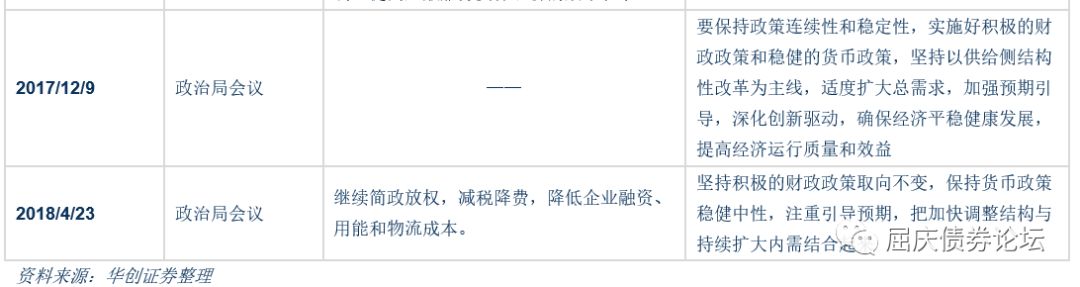 要保持政策连续性和稳定性，实施好积极的财
政政策和稳健的货币政策，坚持以供给侧结构
2017/12/9
政治局会议
——
性改革为主线，适度扩大总需求，加强预期引
导，深化创新驱动，确保经济平稳健康发展，
提高经济运行质量和效益
2018/4/23
政治局会议
继续简政放权，减税降费，降低企业融资、
用能和物流成本。
坚持积极的财政政策取向不变，保持货币政策
稳健中性，注重引导预期，把加快调整结构与
持续扩大内需结合
屈庆债券论坛
资料来源：华创证券整理